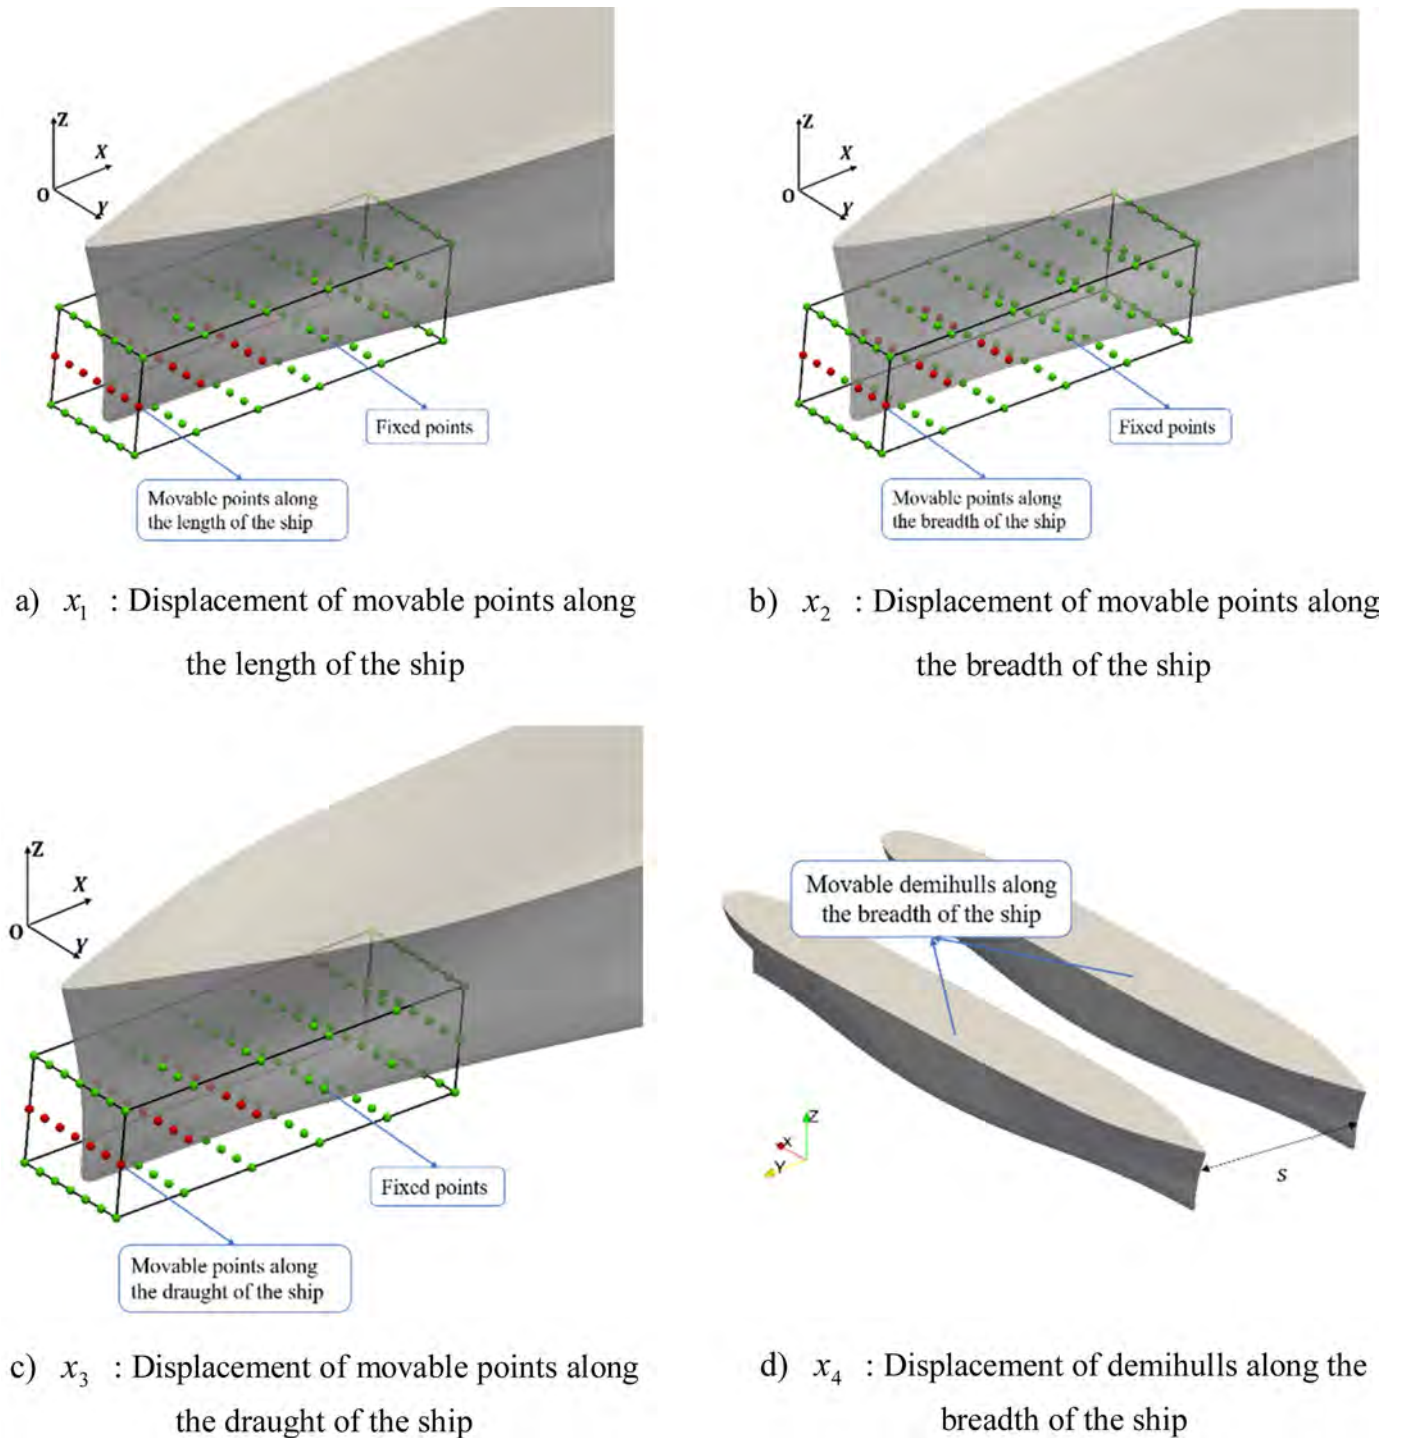 Z
X
O
Y
Fixed points
Movable points along
the length of the ship
a) x1 : Displacement of movable points along
the length of the ship
Z
X
O
Y
Fixed points
Movable points along
the breadth of the ship
b) x2 : Displacement of movable points along
the breadth of the ship
Z
X
O
Y
Fixed points
Movable points along
the draught of the ship
c) x3 : Displacement of movable points along
the draught of the ship
Movable demihulls along
the breadth of the ship
Z
X
Y
s
d) x4 : Displacement of demihulls along the
breadth of the ship